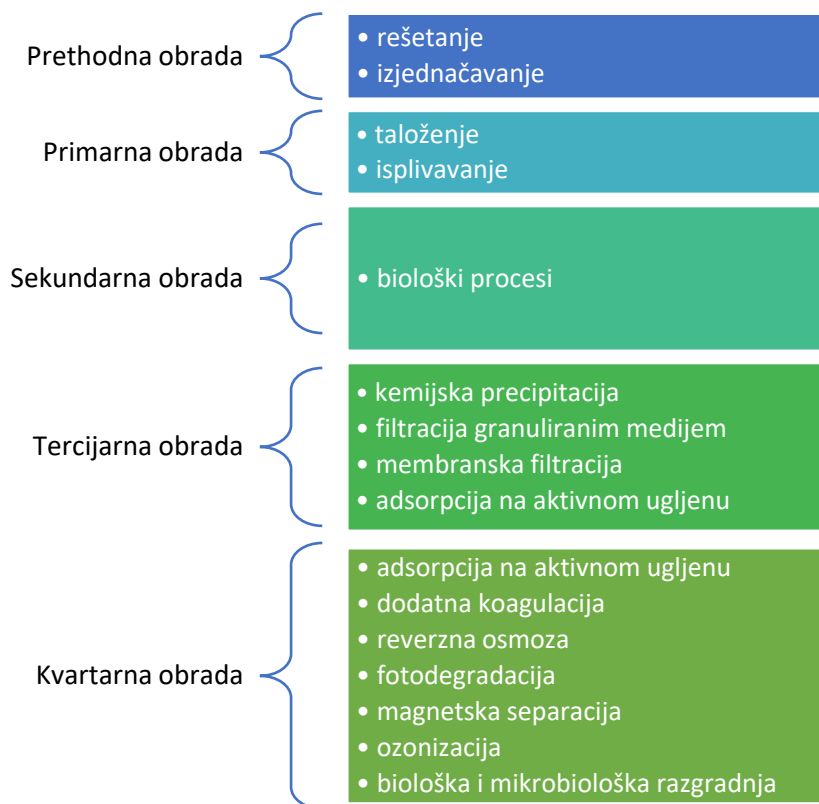 Prethodna obrada
• rešetanje
• izjednačavanje
Primarna obrada
• taloženje
• isplivavanje
Sekundarna obrada
• biološki procesi
Tercijarna obrada
• kemijska precipitacija
• filtracija granuliranim medijem
• membranska filtracija
• adsorpcija na aktivnom ugljenu
Kvartarna obrada
• adsorpcija na aktivnom ugljenu
• dodatna koagulacija
• reverzna osmoza
• fotodegradacija
• magnetska separacija
• ozonizacija
• biološka i mikrobiološka razgradnja